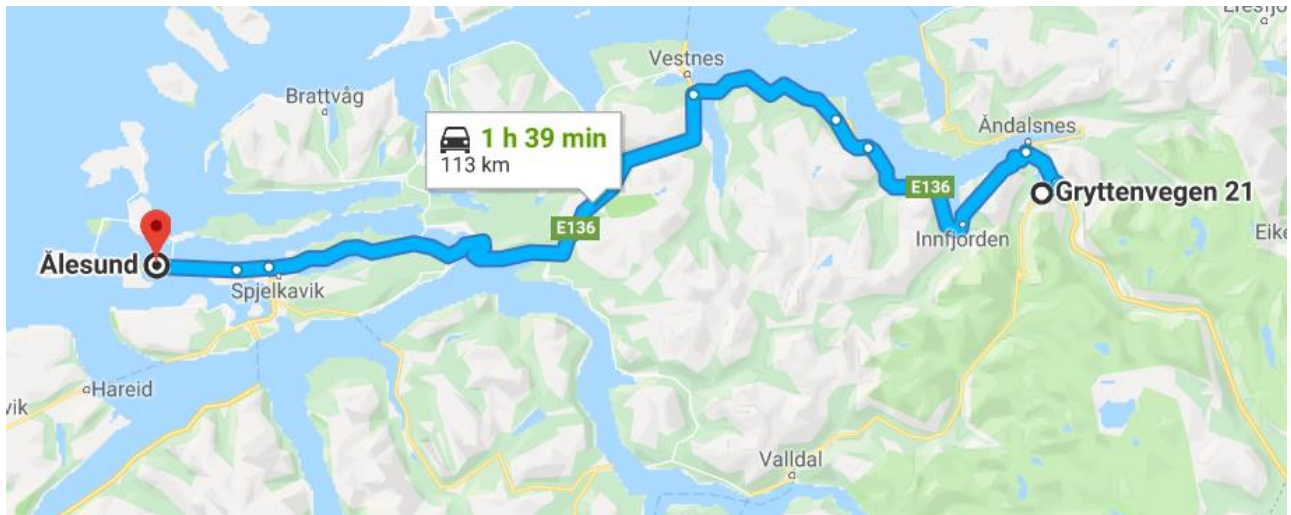 Eresfjo
Vestnes
Brattvåg
1 h 39 min
113 km
Åndalsnes
E136
Gryttenvegen 21
E136
Innfjorden
Eike
Ålesund
Spjelkavik
Hareid
vik
Valldal